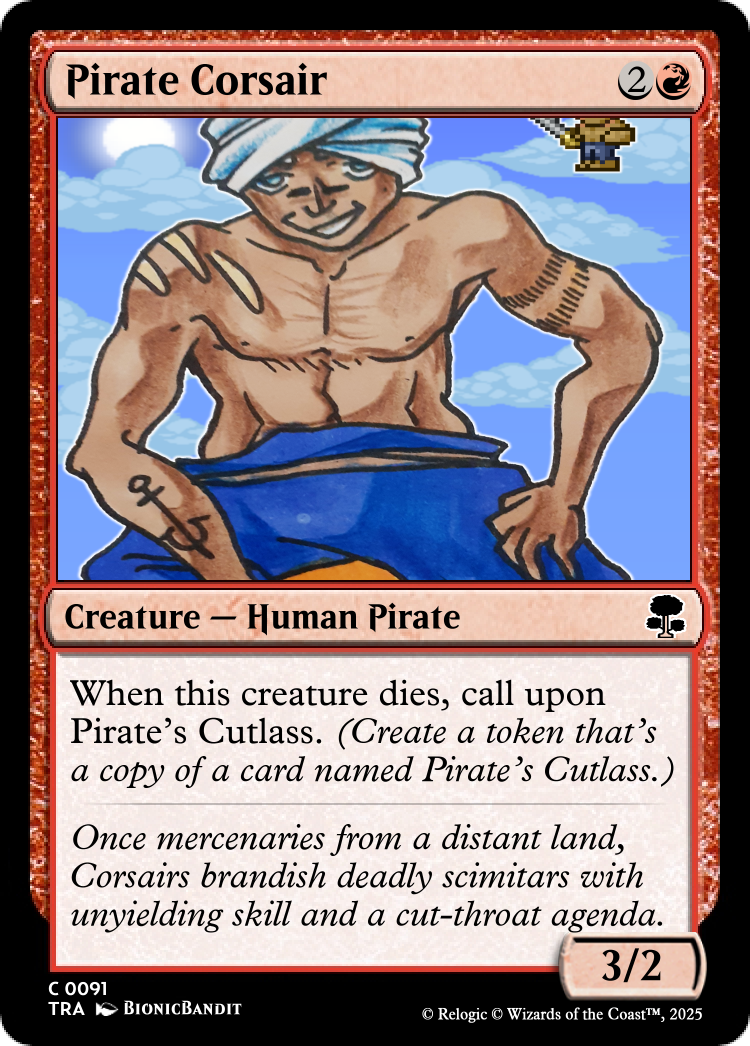 Pirate Corsair 2
Creature — Human Pirate
When this creature dies, call upon
Pirate's Cutlass. (Create a token that's
a copy of a card named Pirate's Cutlass.)
Once mercenaries from a distant land,
Corsairs brandish deadly scimitars with
unyielding skill and a cut-throat agenda.
3/2
C 0091
TRA BionicBandit
© Relogic © Wizards of the Coast™, 2025